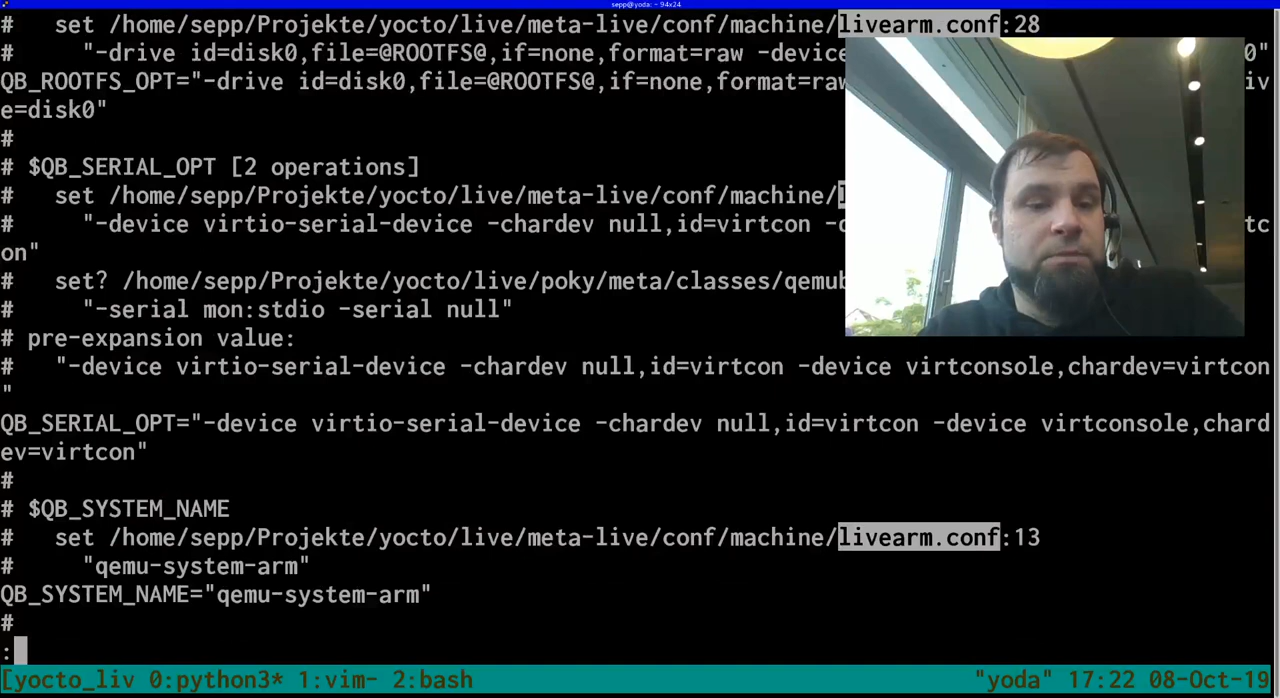 sepp@yoda: ~ 94x24
#   set /home/sepp/Projekte/yocto/live/meta-live/conf/machine/livearm.conf:28
#     "-drive id=disk0,file=@ROOTFS@,if=none,format=raw -device 0"
QB_ROOTFS_OPT="-drive id=disk0,file=@ROOTFS@,if=none,format=raw iv
e=disk0"
#
# $QB_SERIAL_OPT [2 operations]
#   set /home/sepp/Projekte/yocto/live/meta-live/conf/machine/
#     "-device virtio-serial-device -chardev null,id=virtcon tc
on"
#   set? /home/sepp/Projekte/yocto/live/poky/meta/classes/
#     "-serial mon:stdio -serial null"
# pre-expansion value:
#   "-device virtio-serial-device -chardev null,id=virtcon -device virtconsole,chardev=virtcon
"
QB_SERIAL_OPT="-device virtio-serial-device -chardev null,id=virtcon -device virtconsole,chard
ev=virtcon"
#
# $QB_SYSTEM_NAME
#   set /home/sepp/Projekte/yocto/live/meta-live/conf/machine/livearm.conf:13
#     "qemu-system-arm"
QB_SYSTEM_NAME="qemu-system-arm"
#
:
[yocto_liv 0:python3* 1:vim- 2:bash "yoda" 17:22 08-Oct-19